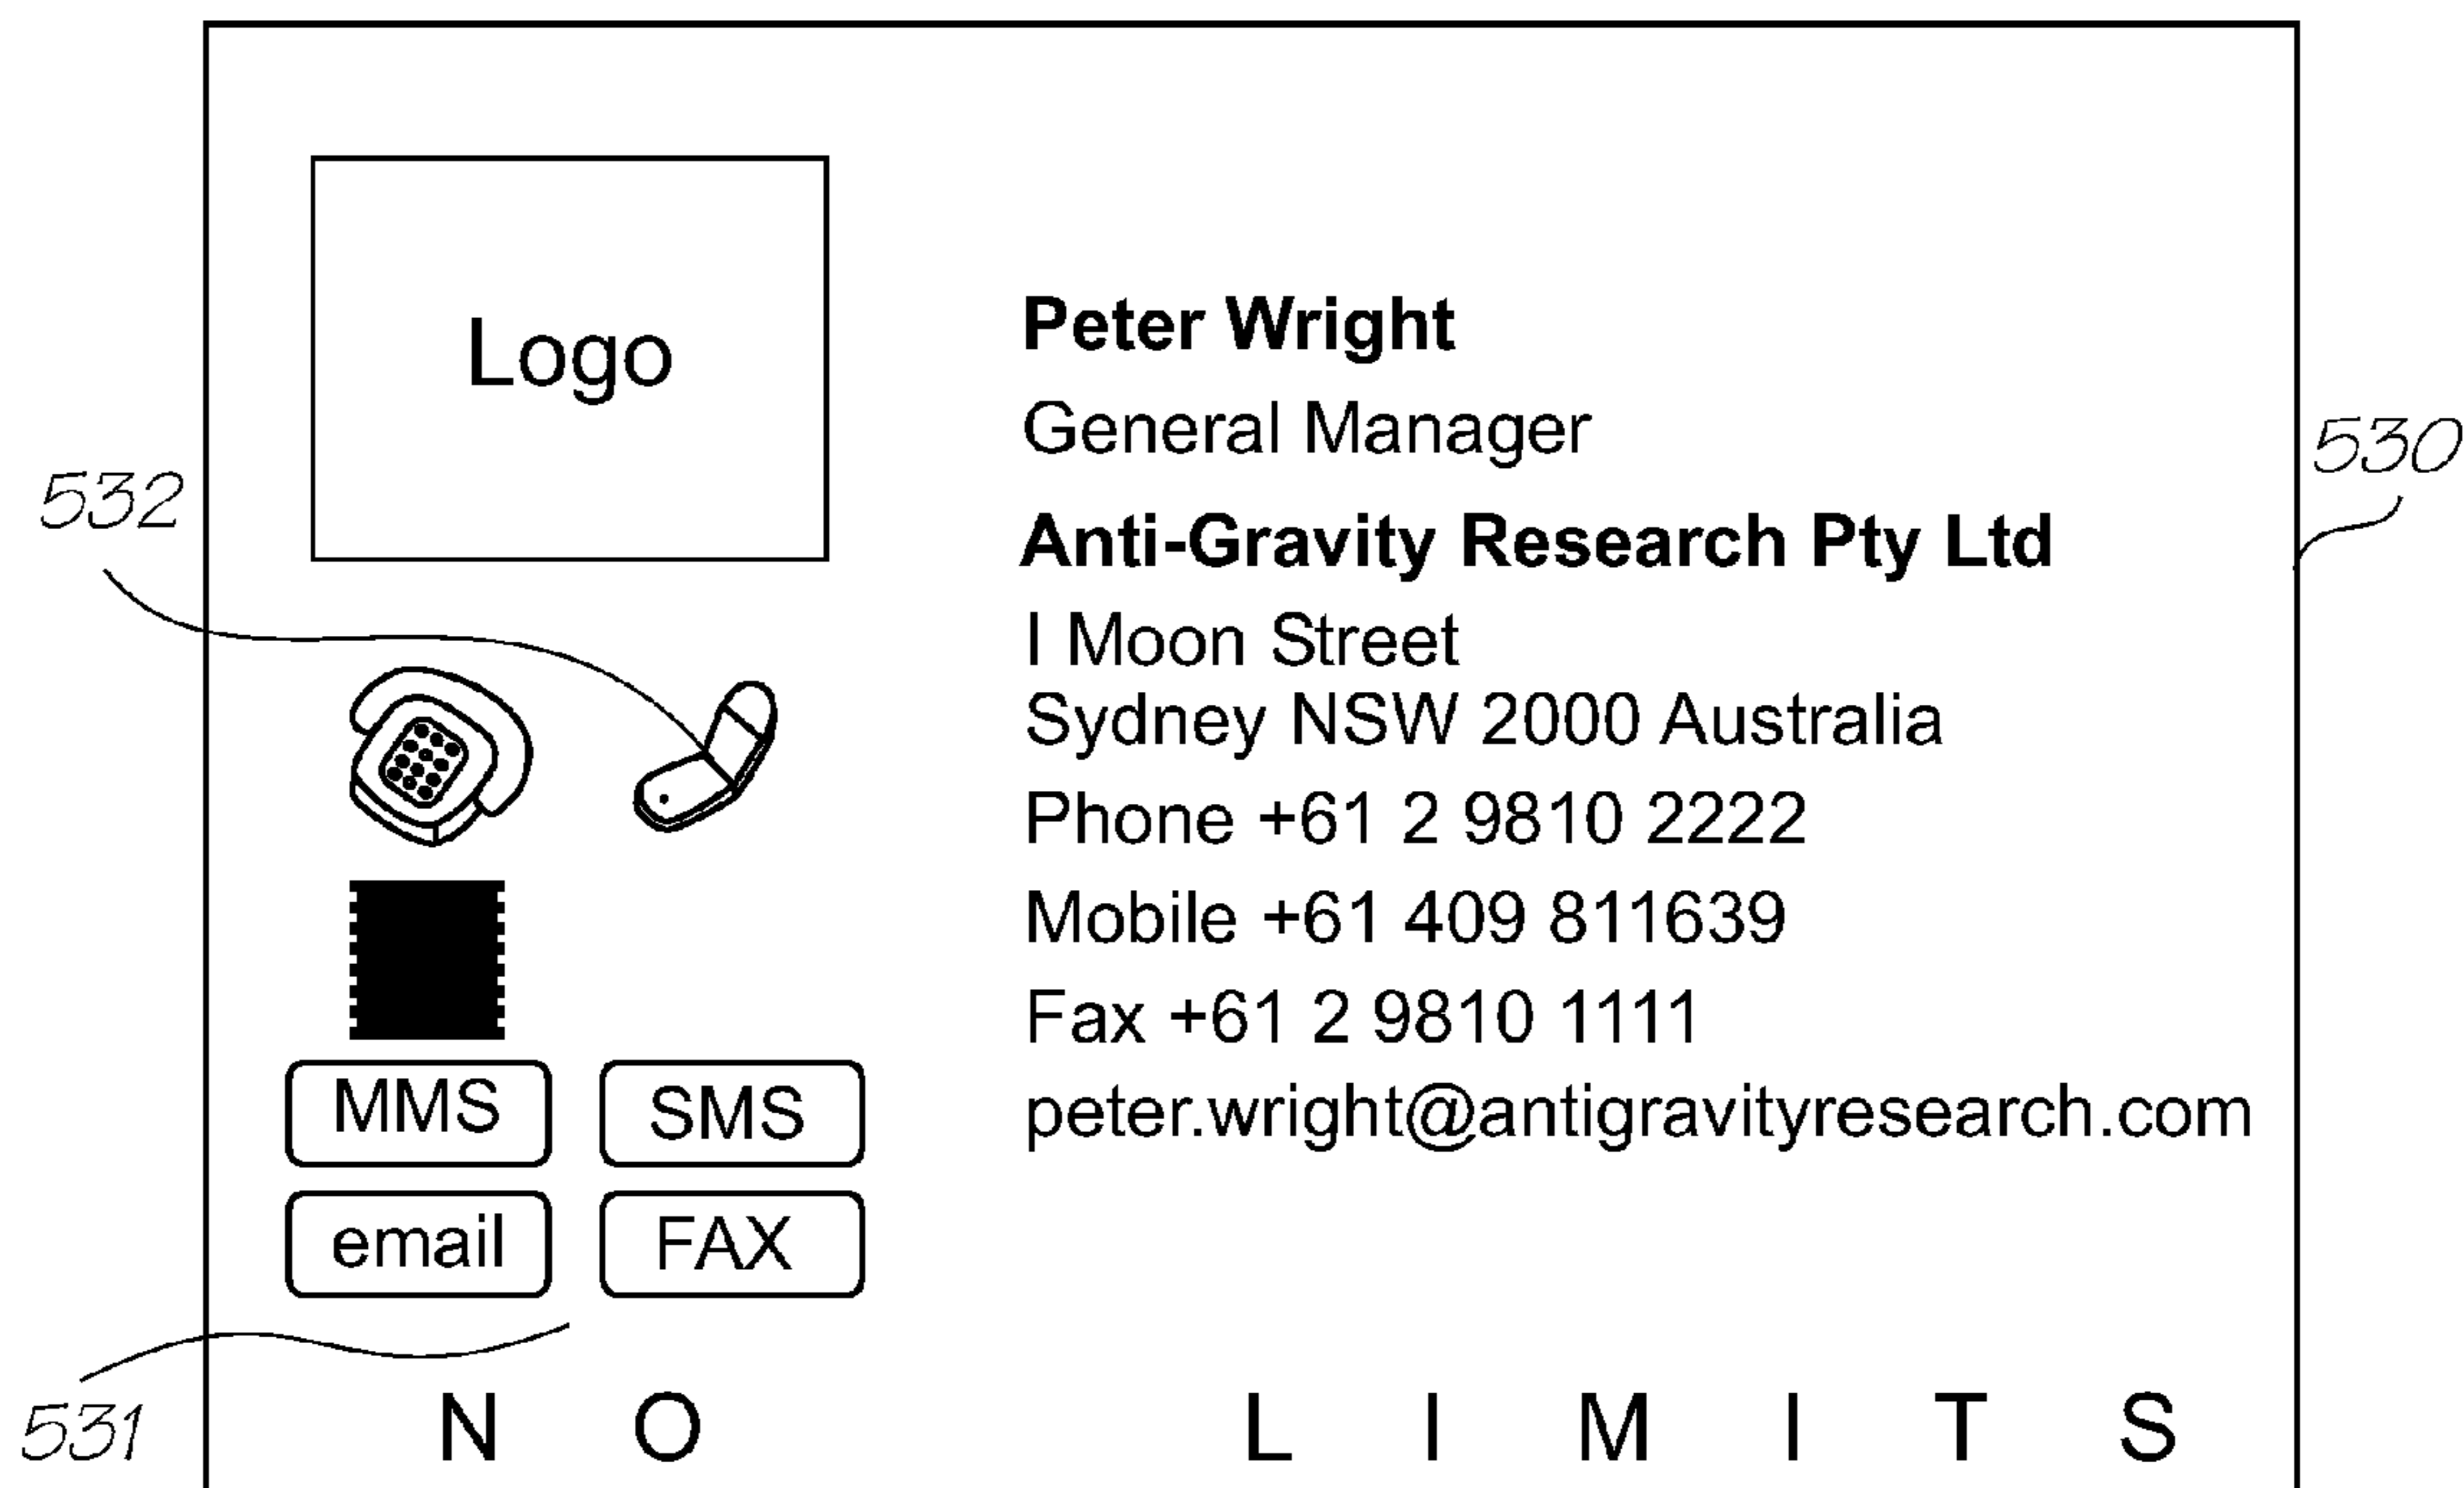 Logo
Peter Wright
General Manager
Anti-Gravity Research Pty Ltd
I Moon Street
Sydney NSW 2000 Australia
Phone +61 2 9810 2222
Mobile +61 409 811639
Fax +61 2 9810 1111
peter.wright@antigravityresearch.com
532
530
MMS SMS
email FAX
531
N O L I M I T S